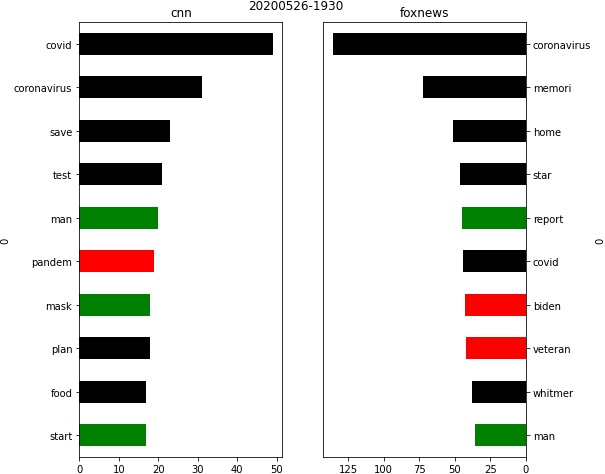 20200526-1930
cnn
foxnews
covid
coronavirus
save
test
man
pandem
mask
plan
food
start
0
0 10 20 30 40 50
coronavirus
memori
home
star
report
covid
biden
veteran
whitmer
man
0
125 100 75 50 25 0